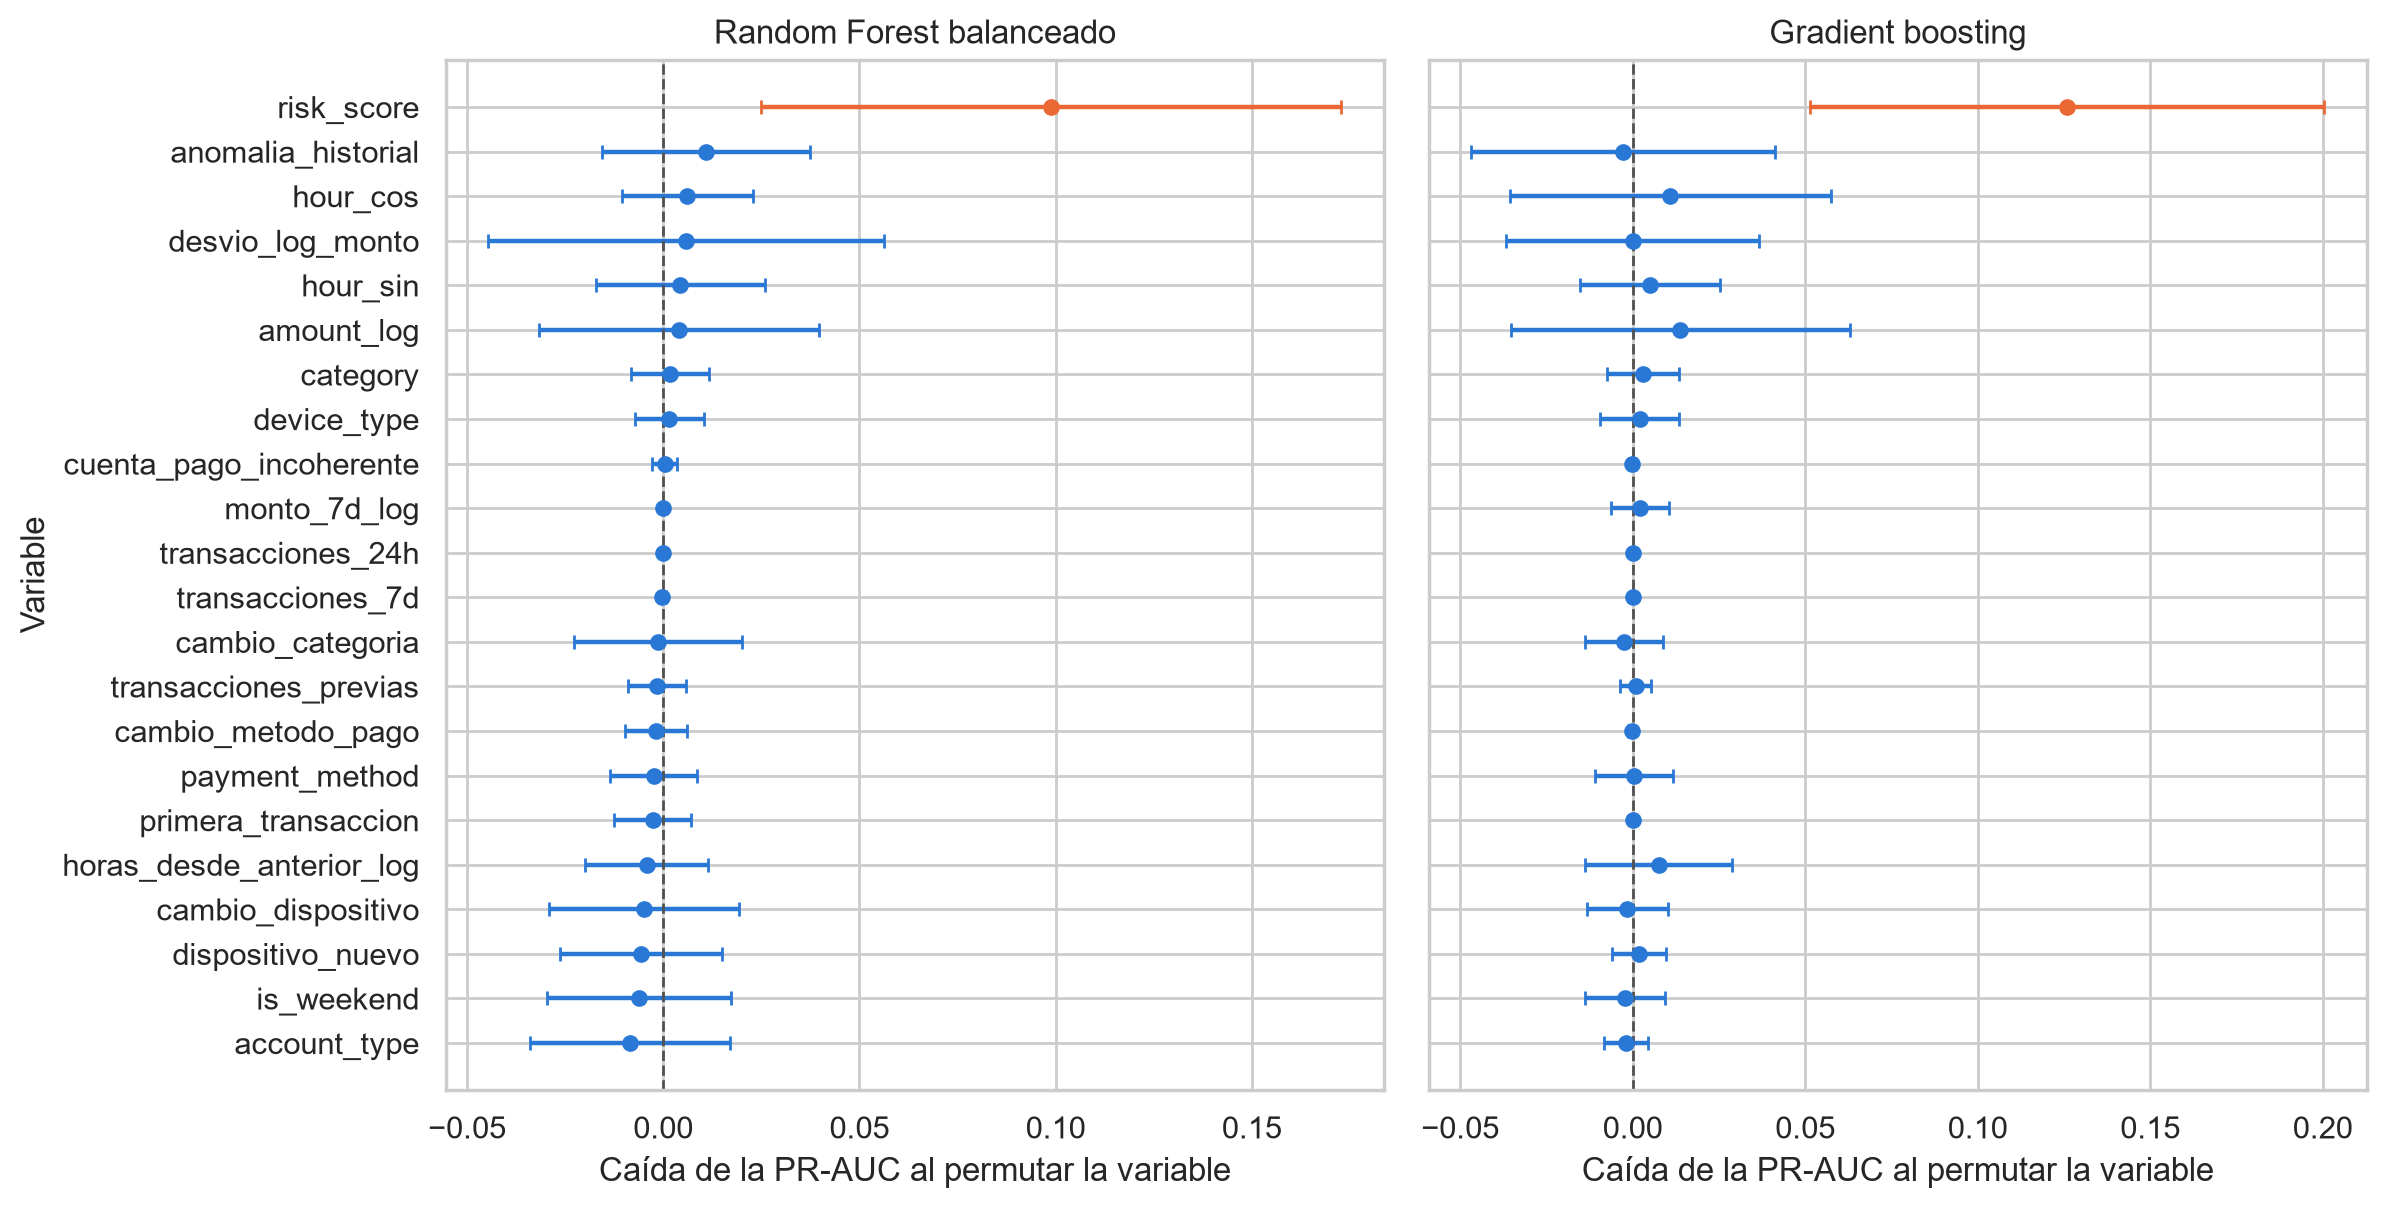 Random Forest balanceado
Gradient boosting
Variable
risk_score
anomalia_historial
hour_cos
desvio_log_monto
hour_sin
amount_log
category
device_type
cuenta_pago_incoherente
monto_7d_log
transacciones_24h
transacciones_7d
cambio_categoria
transacciones_previas
cambio_metodo_pago
payment_method
primera_transaccion
horas_desde_anterior_log
cambio_dispositivo
dispositivo_nuevo
is_weekend
account_type
−0.05 0.00 0.05 0.10 0.15
Caída de la PR-AUC al permutar la variable
−0.05 0.00 0.05 0.10 0.15 0.20
Caída de la PR-AUC al permutar la variable